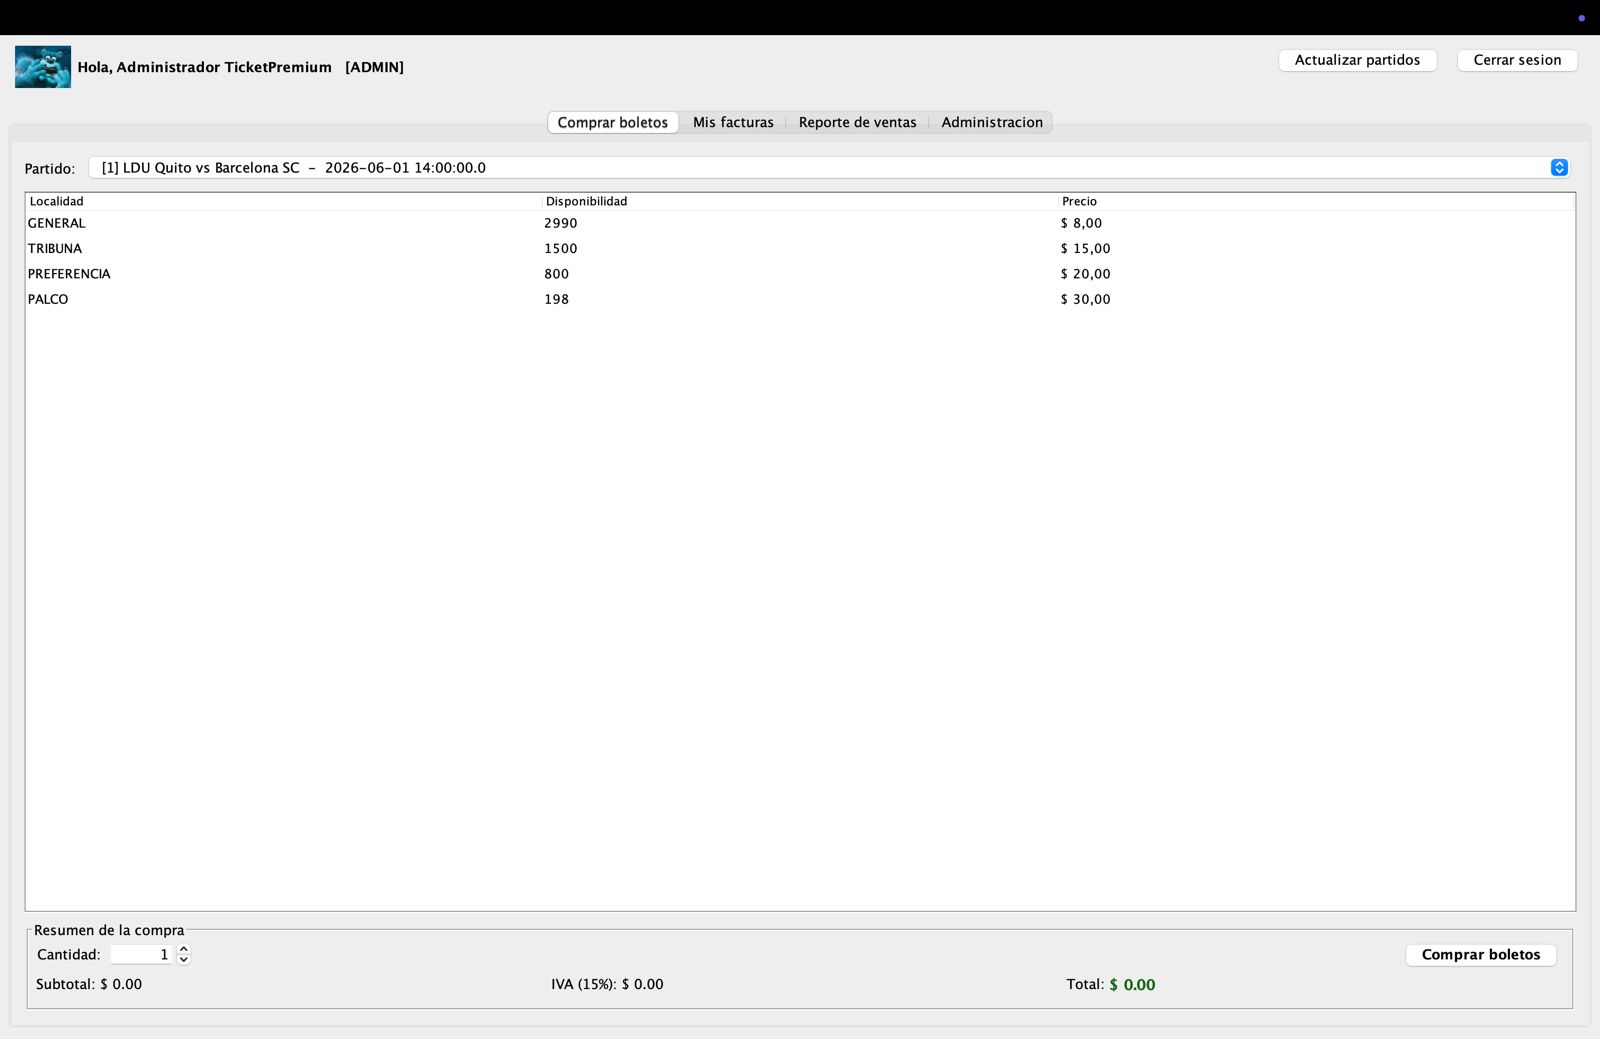 Hola, Administrador TicketPremium [ADMIN]
Actualizar partidos
Cerrar sesion
Comprar boletos
Mis facturas
Reporte de ventas
Administracion
Partido: [1] LDU Quito vs Barcelona SC – 2026-06-01 14:00:00.0
Localidad Disponibilidad Precio
GENERAL 2990 $ 8,00
TRIBUNA 1500 $ 15,00
PREFERENCIA 800 $ 20,00
PALCO 198 $ 30,00
Resumen de la compra
Cantidad: 1
Comprar boletos
Subtotal: $ 0.00 IVA (15%): $ 0.00 Total: $ 0.00